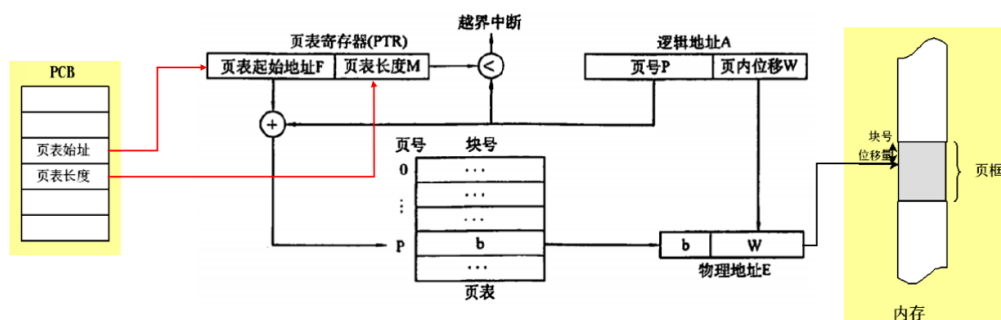 越界中断
页表寄存器(PTR)
逻辑地址A
PCB
页表起始地址F
页表长度M
<
页号P
页内位移W
+
页表始址
页表长度
页号
块号
0
...
...
...
...
P
b
...
页表
b
W
物理地址E
块号
位移量
页框
内存